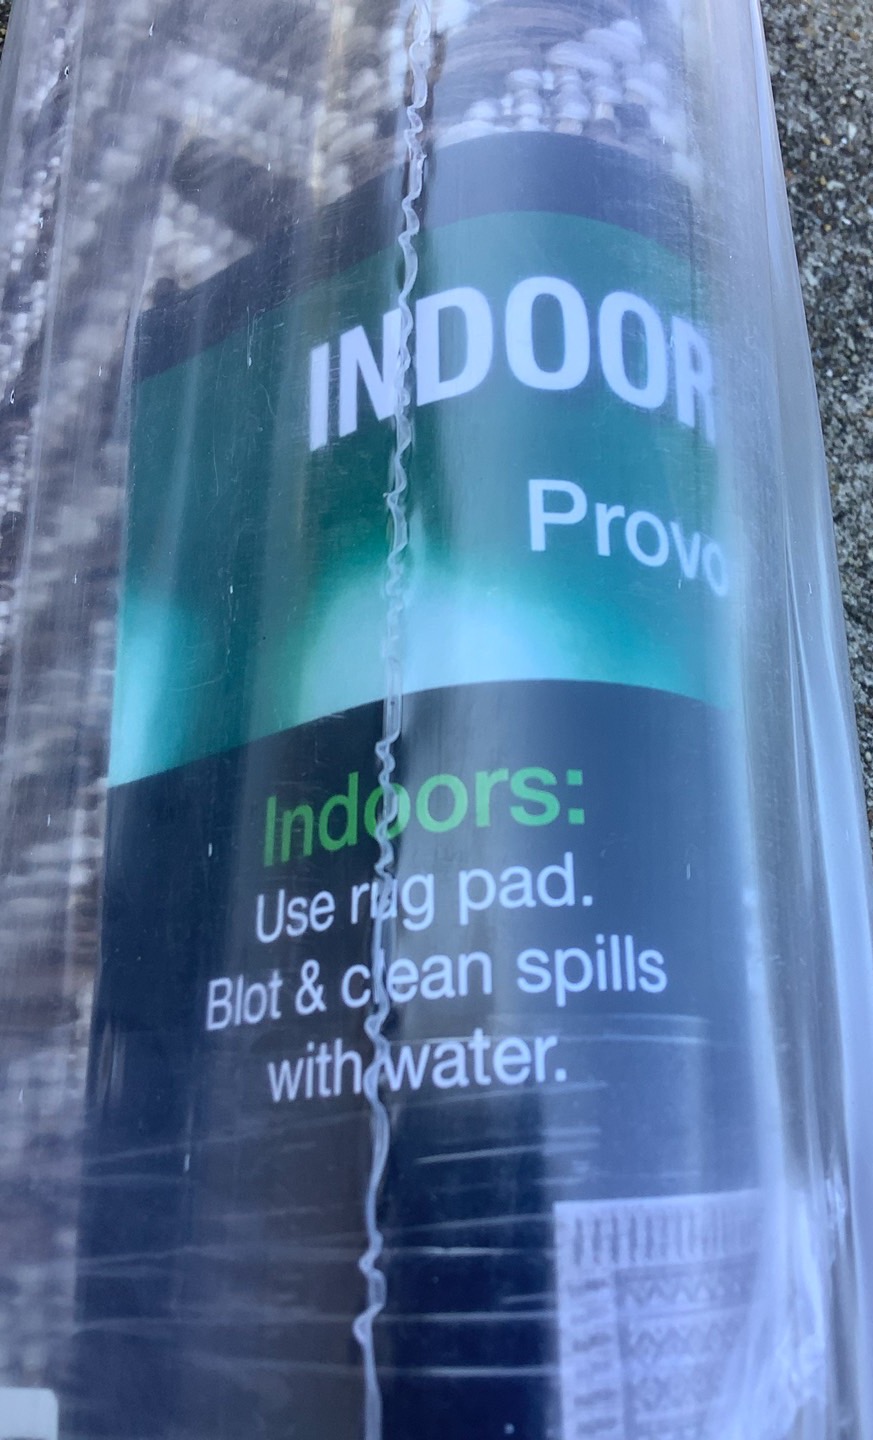 INDOOR
Provo
Indoors:
Use rug pad.
Blot & clean spills
with water.